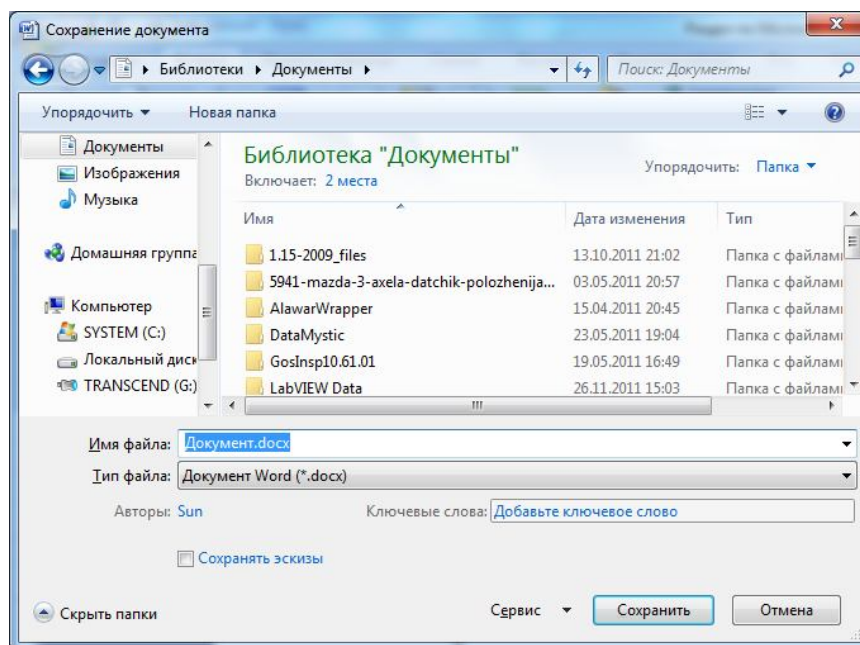 Сохранение документа
Библиотеки Документы Поиск: Документы
Упорядочить Новая папка
Документы
Изображения
Музыка
Домашняя группа
Компьютер
SYSTEM (C:)
Локальный диск
TRANSCEND (G:)
Библиотека "Документы"
Включает: 2 места
Упорядочить: Папка
Имя Дата изменения Тип
1.15-2009_files 13.10.2011 21:02 Папка с файлами
5941-mazda-3-axela-datchik-polozhenija... 03.05.2011 20:57 Папка с файлами
AlawarWrapper 15.04.2011 20:45 Папка с файлами
DataMystic 23.05.2011 19:04 Папка с файлами
GosInsp10.61.01 19.05.2011 16:49 Папка с файлами
LabVIEW Data 26.11.2011 15:03 Папка с файлами
Имя файла: Документ.docx
Тип файла: Документ Word (*.docx)
Авторы: Sun Ключевые слова: Добавьте ключевое слово
Сохранять эскизы
Скрыть папки Сервис Сохранить Отмена